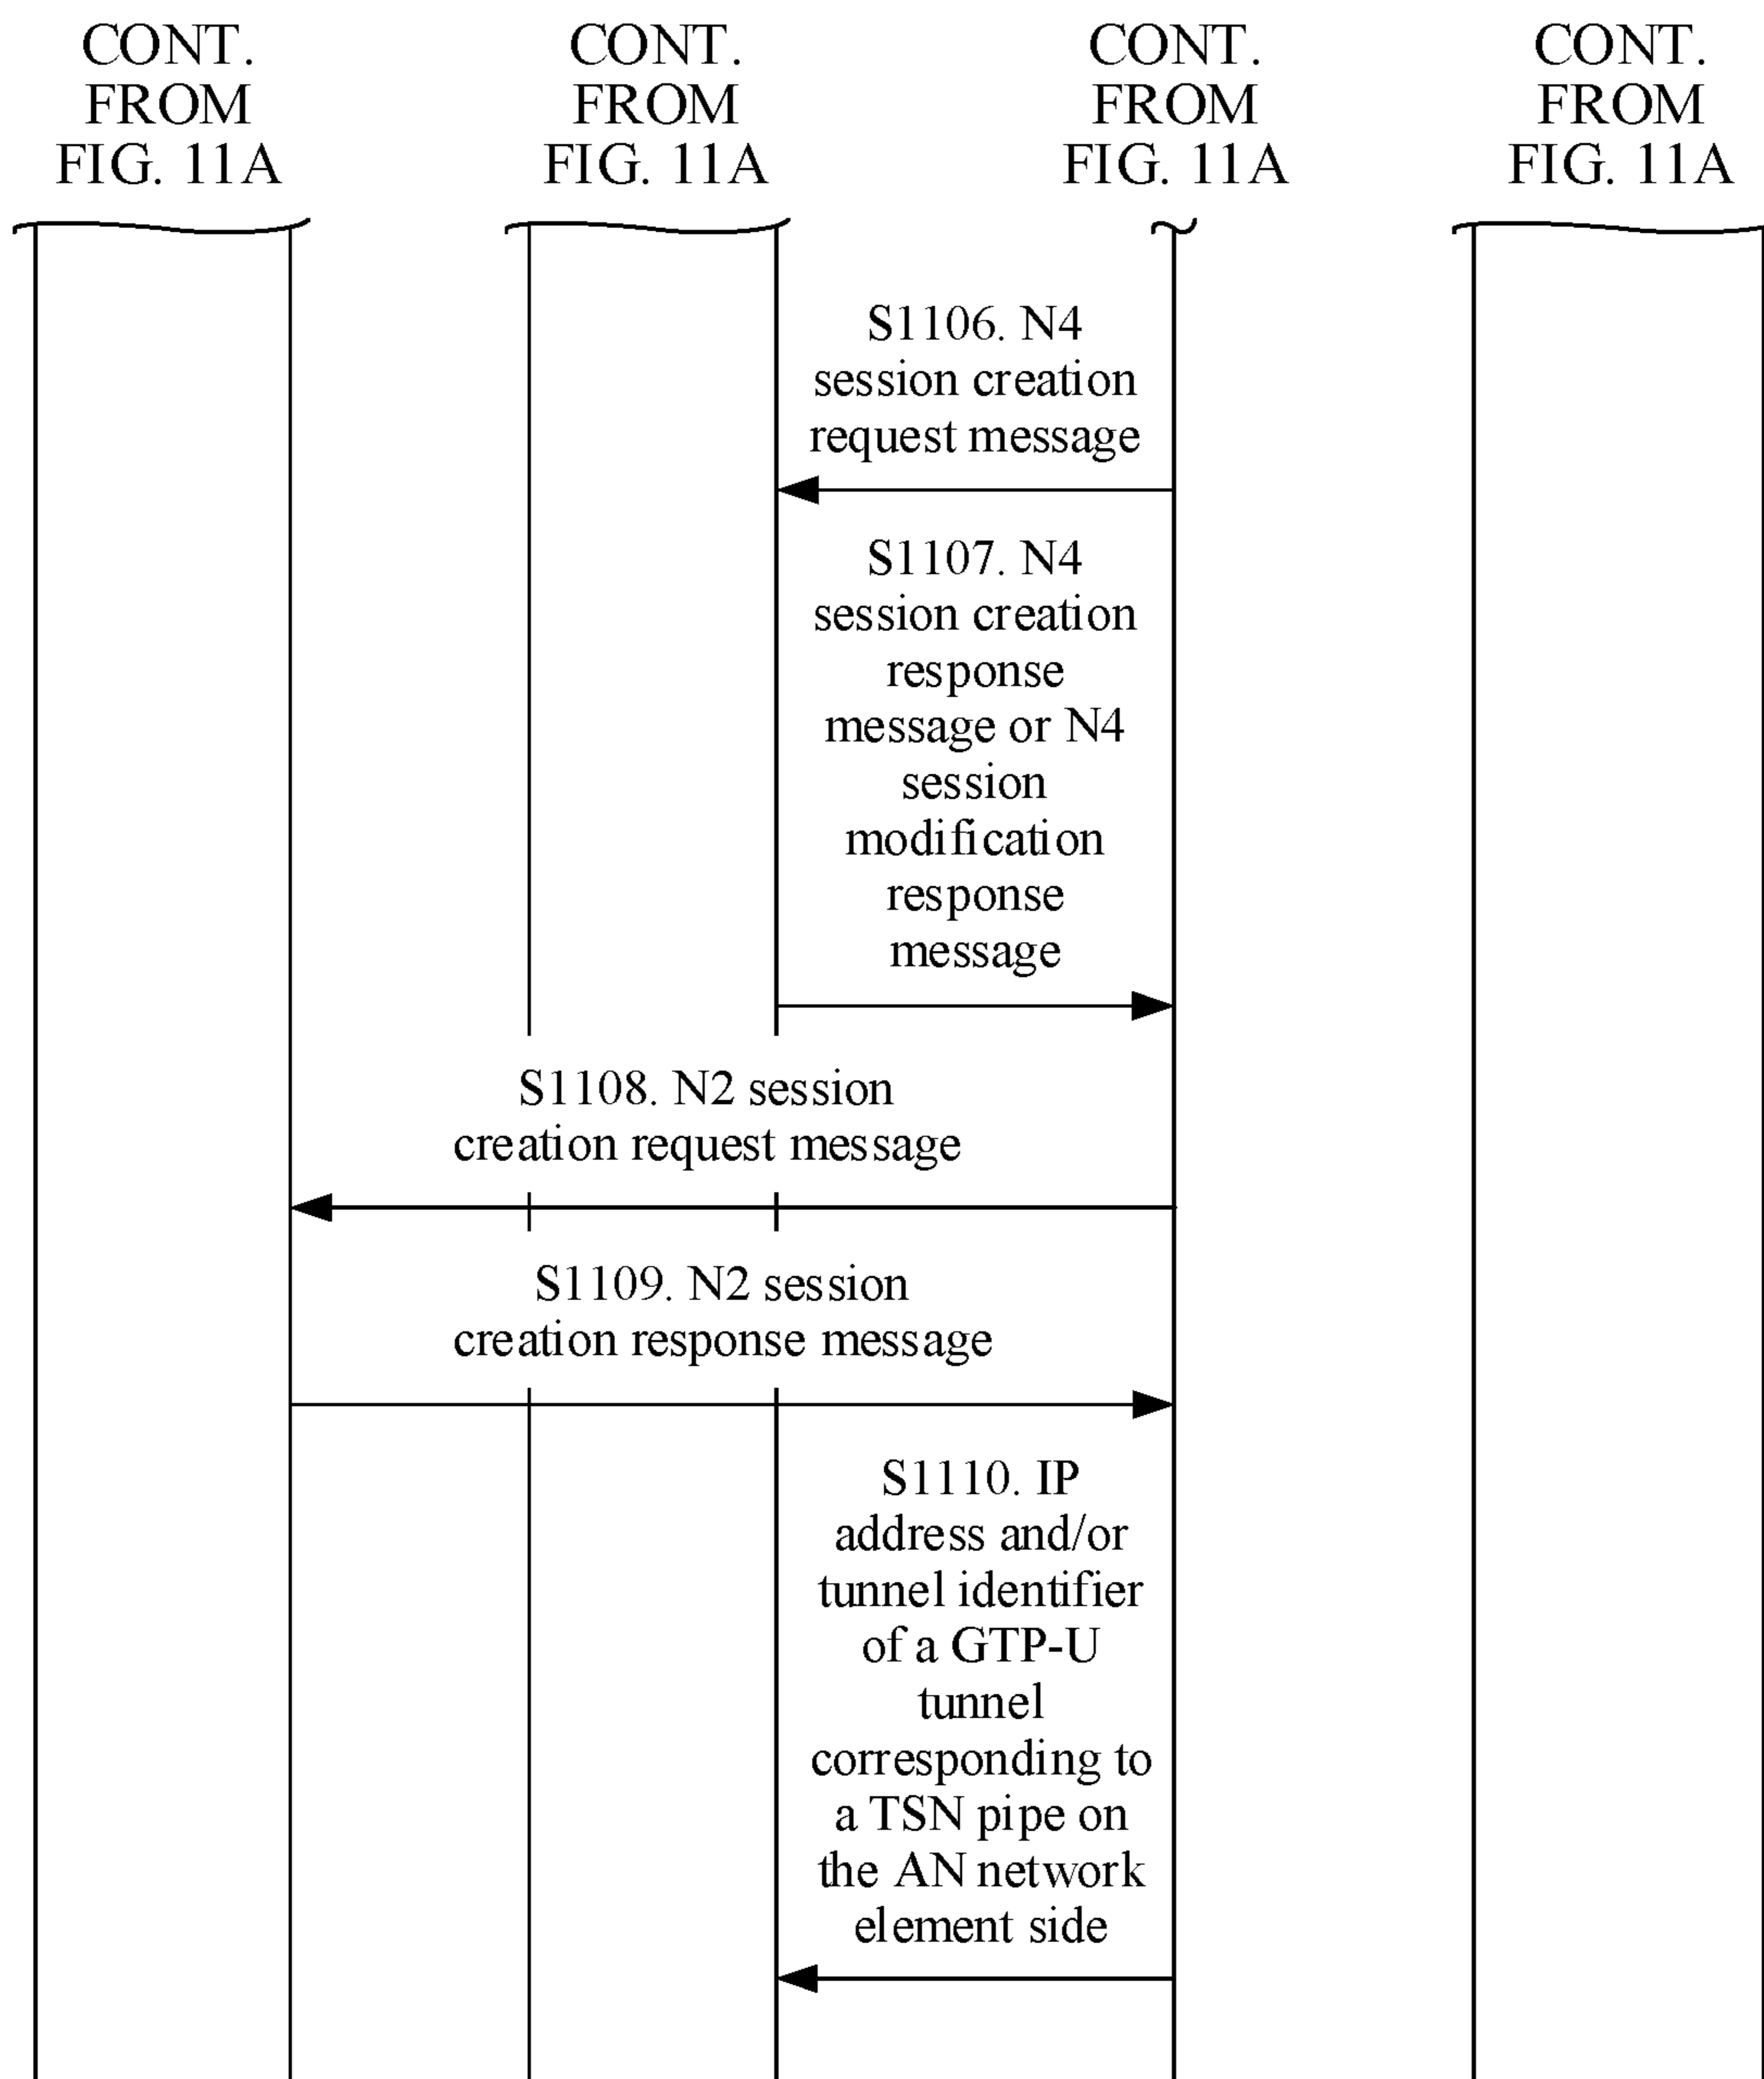 CONT.
FROM
FIG. 11A
CONT.
FROM
FIG. 11A
CONT.
FROM
FIG. 11A
CONT.
FROM
FIG. 11A
S1106. N4
session creation
request message
S1107. N4
session creation
response
message or N4
session
modification
response
message
S1108. N2 session
creation request message
S1109. N2 session
creation response message
S1110. IP
address and/or
tunnel identifier
of a GTP-U
tunnel
corresponding to
a TSN pipe on
the AN network
element side